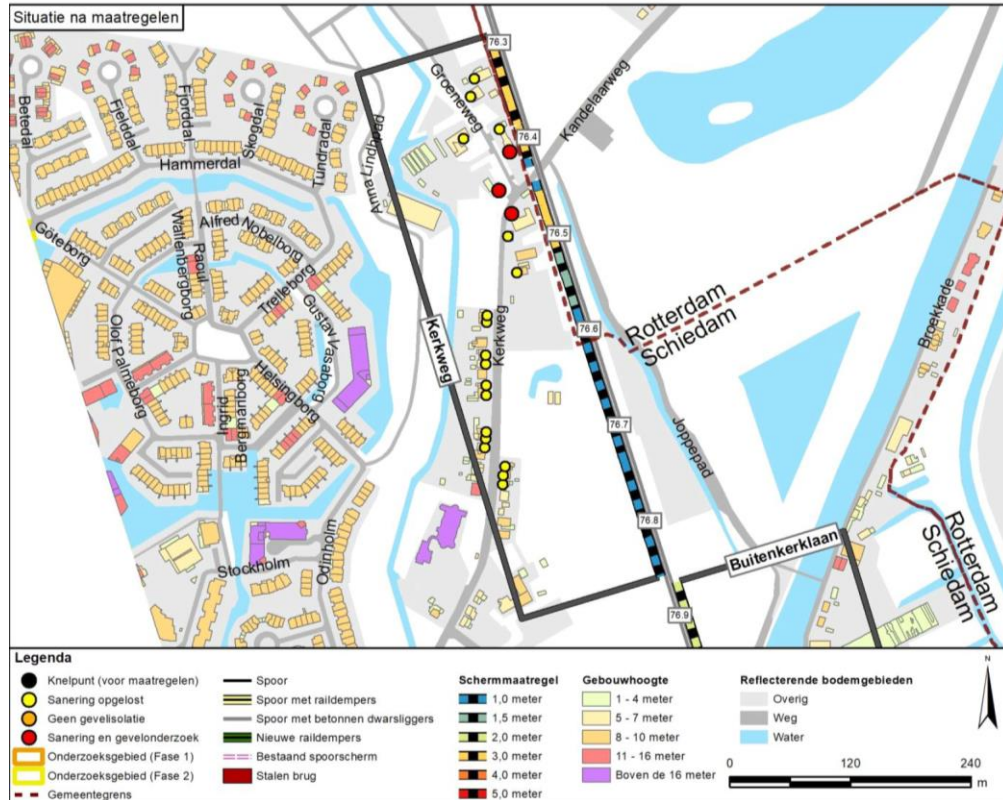 Situatie na maatregelen
76.3
Groeneweg
Kandelaarweg
76.4
Betedal
Fjelddal
Fjorddal
Skogdal
Tundradal
Hammerdal
Anna Lindhpad
Göteborg
Alfred Nobelborg
Raoul
Wallenbergborg
Trelleborg
Gustav Vasaborg
76.5
76.6
Rotterdam
Schiedam
Broekkade
Kerkweg
Kerkweg
Olof Palmeborg
Helsingborg
Ingrid
Bergmanborg
76.7
Joppepad
76.8
Buitenkerklaan
Rotterdam
Schiedam
Odinholm
Stockholm
76.9
Legenda
Knelpunt (voor maatregelen)
Sanering opgelost
Geen gevelisolatie
Sanering en gevelonderzoek
Onderzoeksgebied (Fase 1)
Onderzoeksgebied (Fase 2)
Gemeentegrens
Spoor
Spoor met raildempers
Spoor met betonnen dwarsliggers
Nieuwe raildempers
Bestaand spoorscherm
Stalen brug
Schermmaatregel
1,0 meter
1,5 meter
2,0 meter
3,0 meter
4,0 meter
5,0 meter
Gebouwhoogte
1 - 4 meter
5 - 7 meter
8 - 10 meter
11 - 16 meter
Boven de 16 meter
Reflecterende bodemgebieden
Overig
Weg
Water
N
0 120 240
m